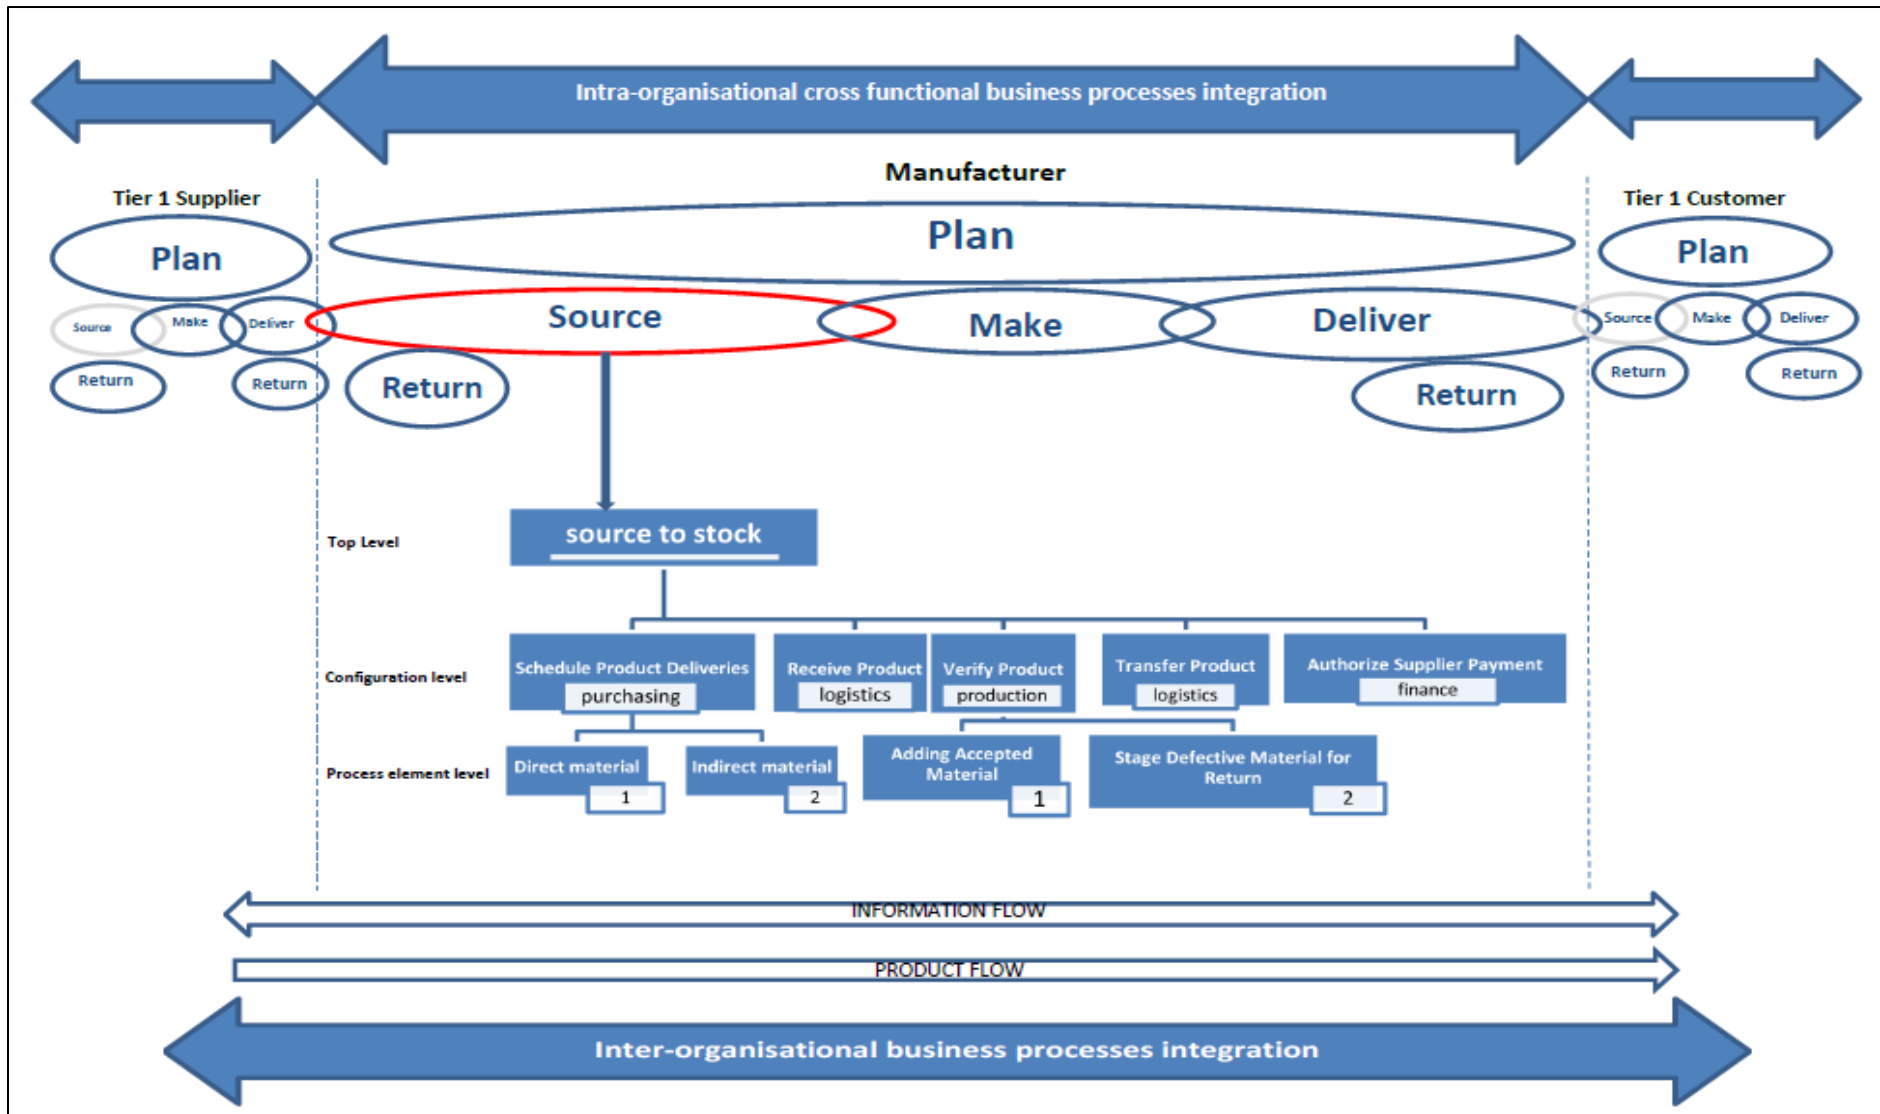 Intra-organisational cross functional business processes integration
Manufacturer
Tier 1 Supplier
Tier 1 Customer
Plan
Plan
Plan
Source
Make
Deliver
Source
Make
Deliver
Source
Make
Deliver
Return
Return
Return
Return
Return
Return
Top Level
source to stock
Configuration level
Schedule Product Deliveries
purchasing
Receive Product
logistics
Verify Product
production
Transfer Product
logistics
Authorize Supplier Payment
finance
Process element level
Direct material
1
Indirect material
2
Adding Accepted
Material
1
Stage Defective Material for
Return
2
INFORMATION FLOW
PRODUCT FLOW
Inter-organisational business processes integration